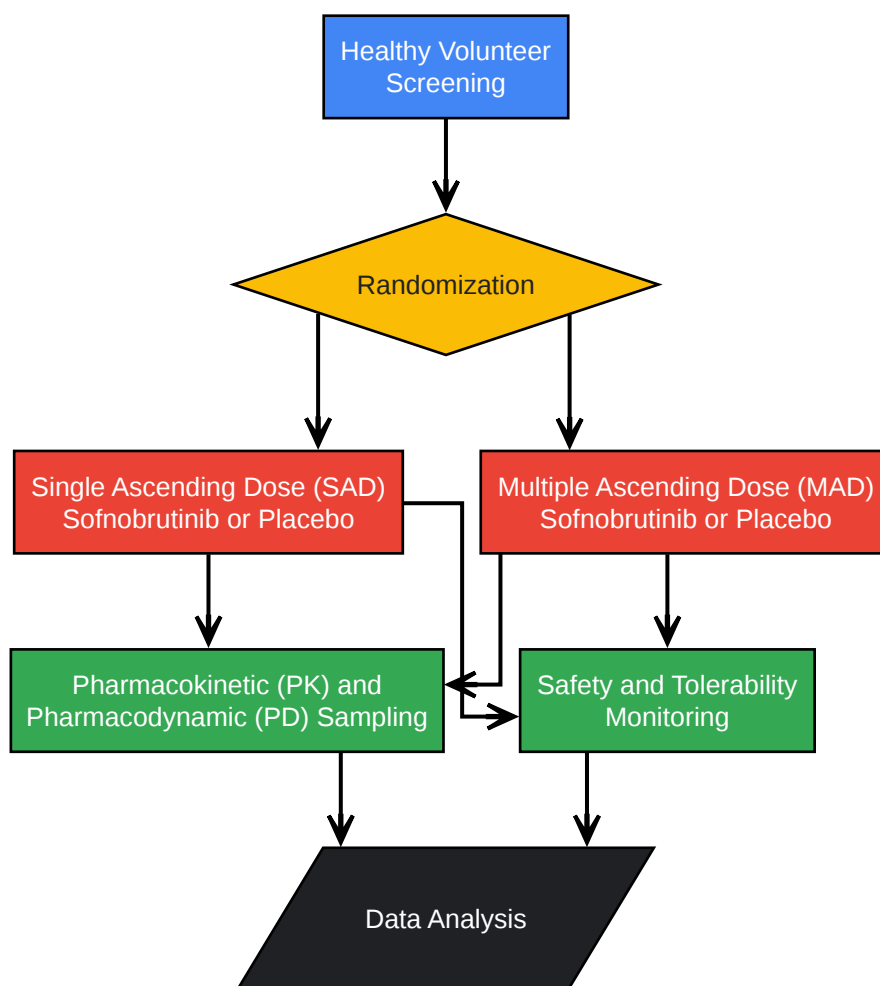 Healthy Volunteer
Screening
Randomization
Single Ascending Dose (SAD)
Sofnobrutinib or Placebo
Multiple Ascending Dose (MAD)
Sofnobrutinib or Placebo
Pharmacokinetic (PK) and
Pharmacodynamic (PD) Sampling
Safety and Tolerability
Monitoring
Data Analysis